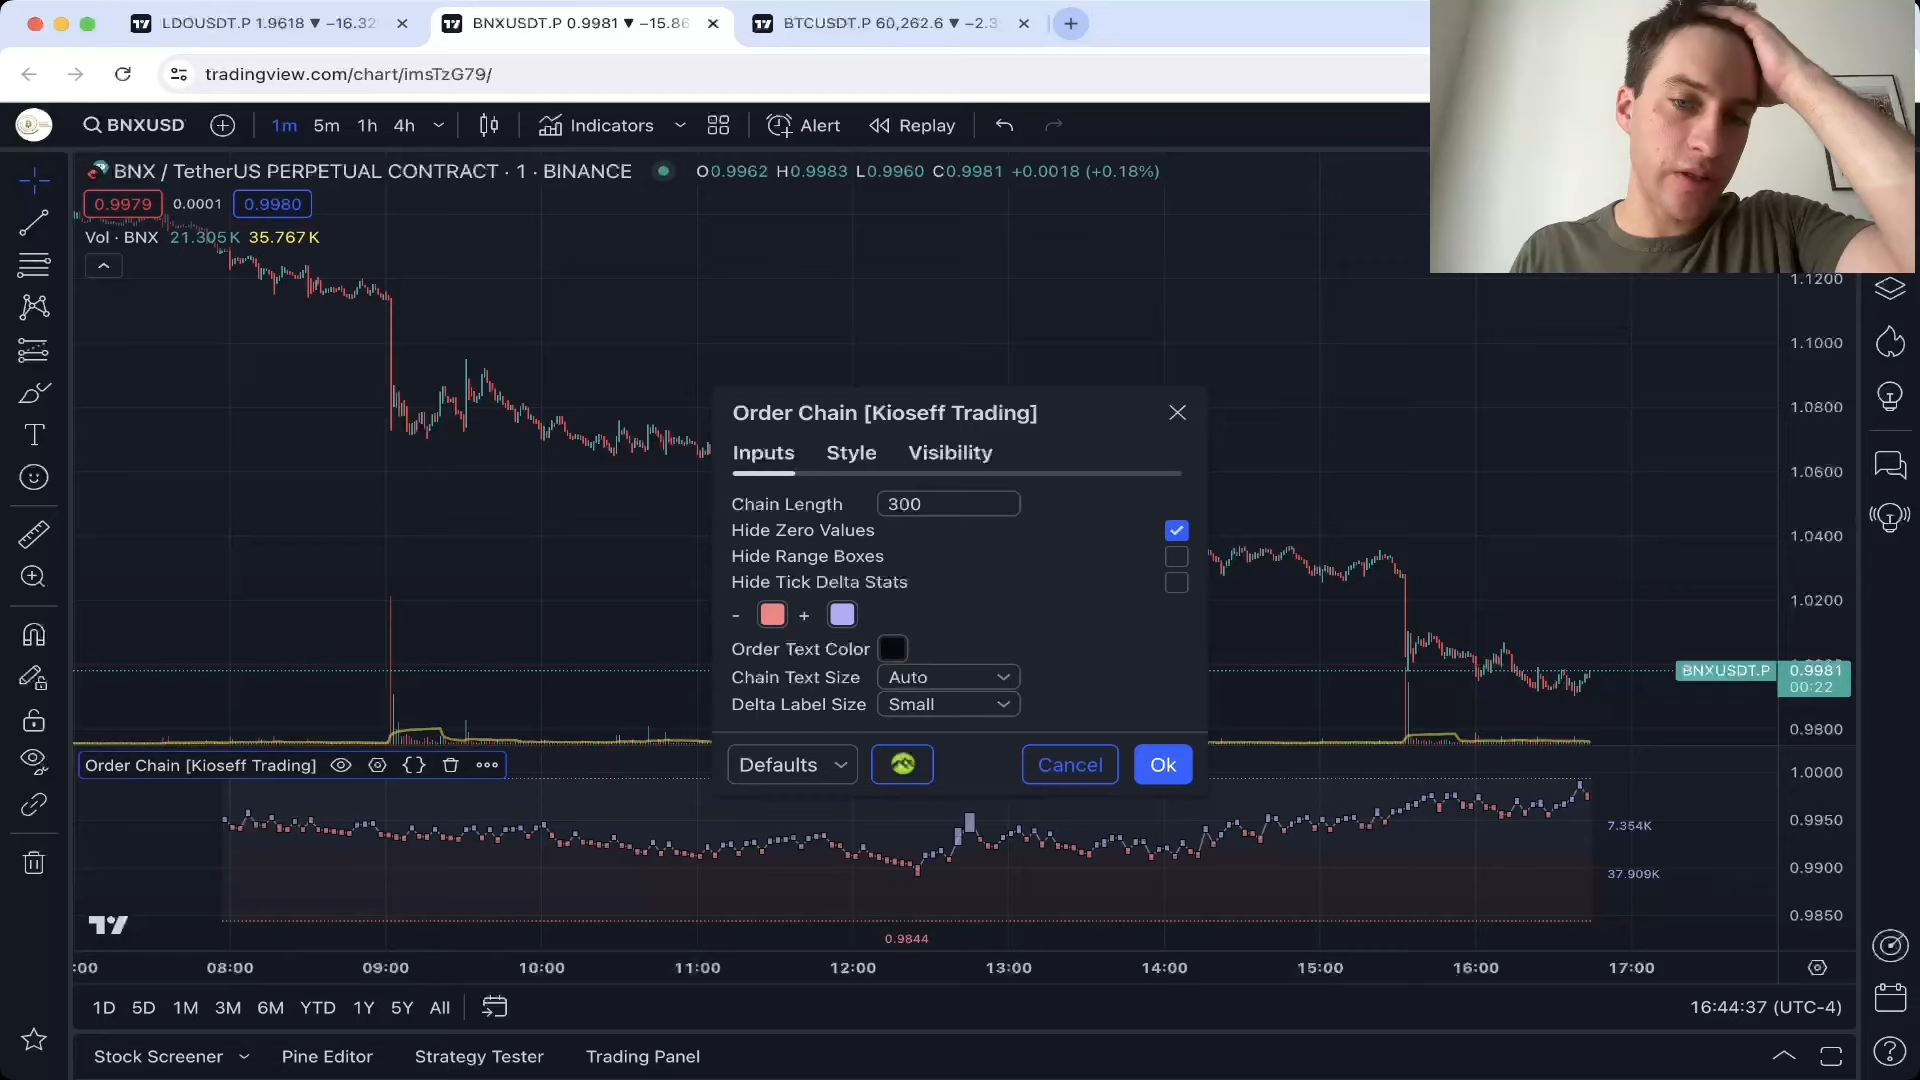 LDOUSDT.P 1.9618 ▼ −16.32
BNXUSDT.P 0.9981 ▼ −15.86
BTCUSDT.P 60,262.6 ▼ −2.3
tradingview.com/chart/imsTzG79/
BNXUSD
1m 5m 1h 4h
Indicators
Alert
Replay
BNX / TetherUS PERPETUAL CONTRACT · 1 · BINANCE
O0.9962 H0.9983 L0.9960 C0.9981 +0.0018 (+0.18%)
0.9979 0.0001 0.9980
Vol · BNX 21.305K 35.767K
1.1200
1.1000
1.0800
1.0600
1.0400
1.0200
BNXUSDT.P 0.9981
00:22
0.9800
Order Chain [Kioseff Trading]
Inputs Style Visibility
Chain Length 300
Hide Zero Values
Hide Range Boxes
Hide Tick Delta Stats
- +
Order Text Color
Chain Text Size Auto
Delta Label Size Small
Defaults Cancel Ok
Order Chain [Kioseff Trading]
1.0000
0.9950
7.354K
0.9900
37.909K
0.9850
0.9844
:00 08:00 09:00 10:00 11:00 12:00 13:00 14:00 15:00 16:00 17:00
1D 5D 1M 3M 6M YTD 1Y 5Y All
16:44:37 (UTC-4)
Stock Screener Pine Editor Strategy Tester Trading Panel